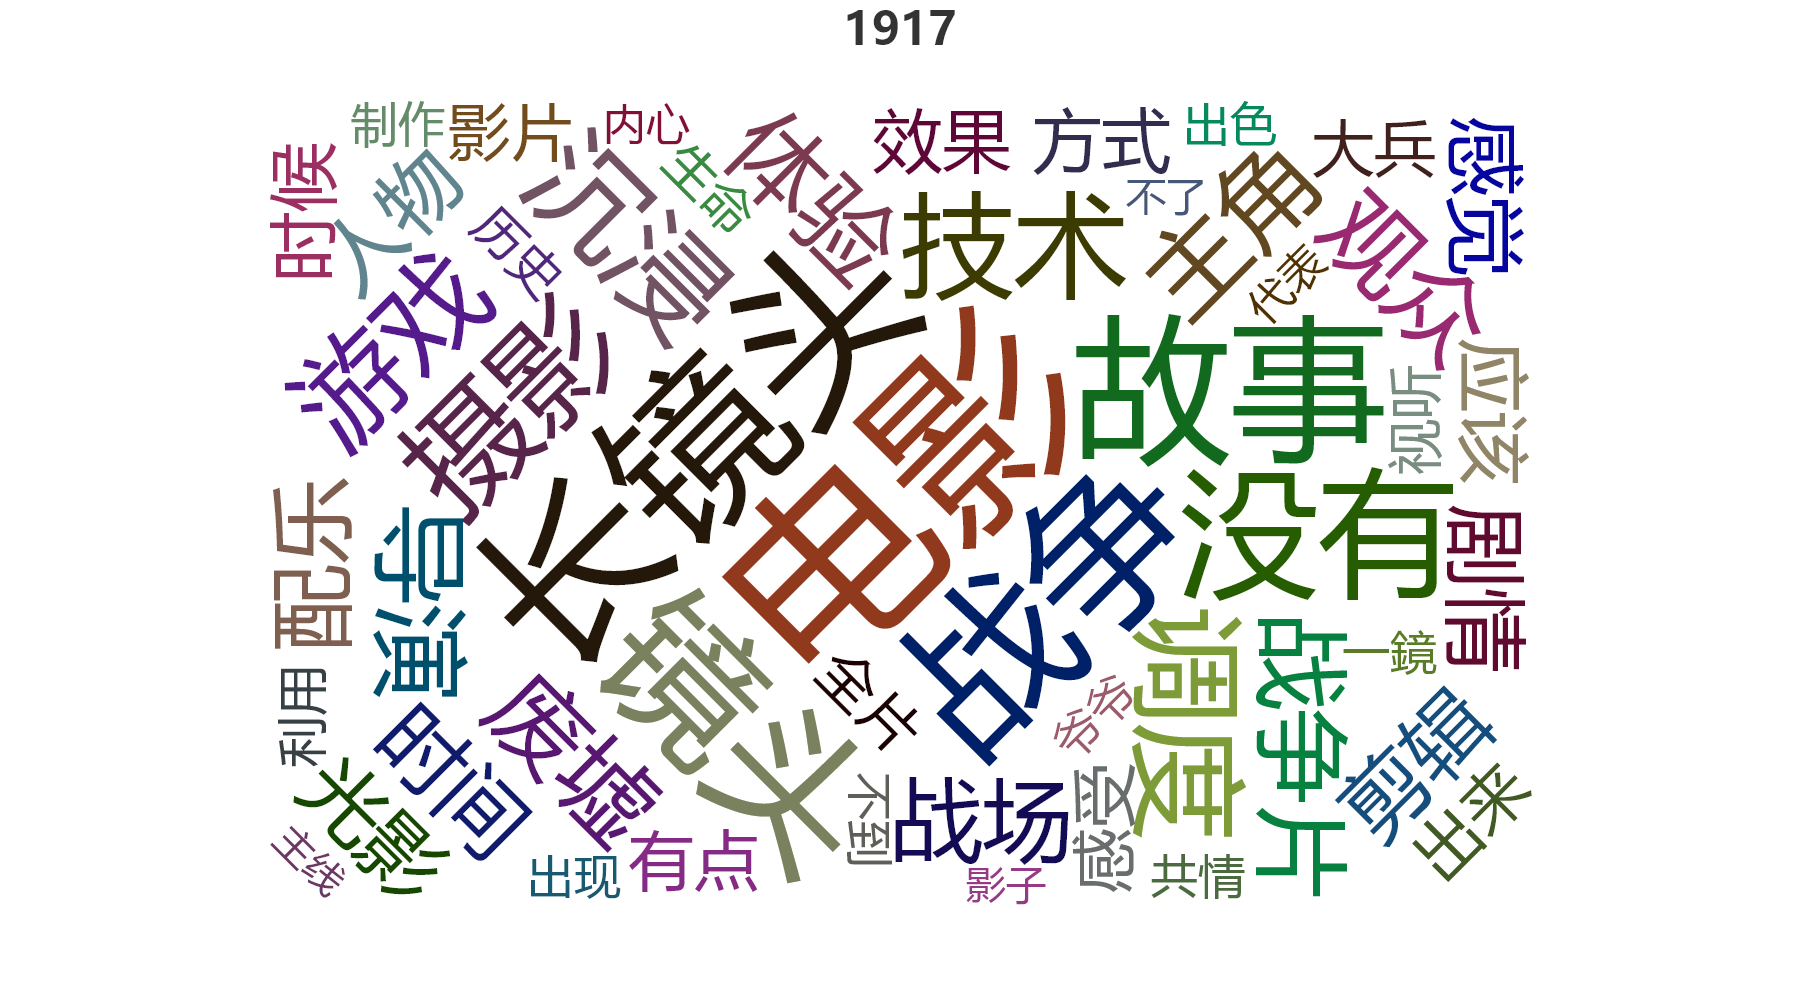 1917
制作
影片
内心
体验
效果
方式
出色
大兵
感觉
时候
人物
沉浸
生命
技术
不了
主角
观众
历史
代表
游戏
摄影
长镜头
电影
故事
视听
应该
配乐
导演
战争
没有
剧情
利用
时间
废墟
镜头
全片
爷爷
调度
战争片
一鏡
剪辑
出来
光影
主线
出现
有点
不到
战场
影子
感受
共情